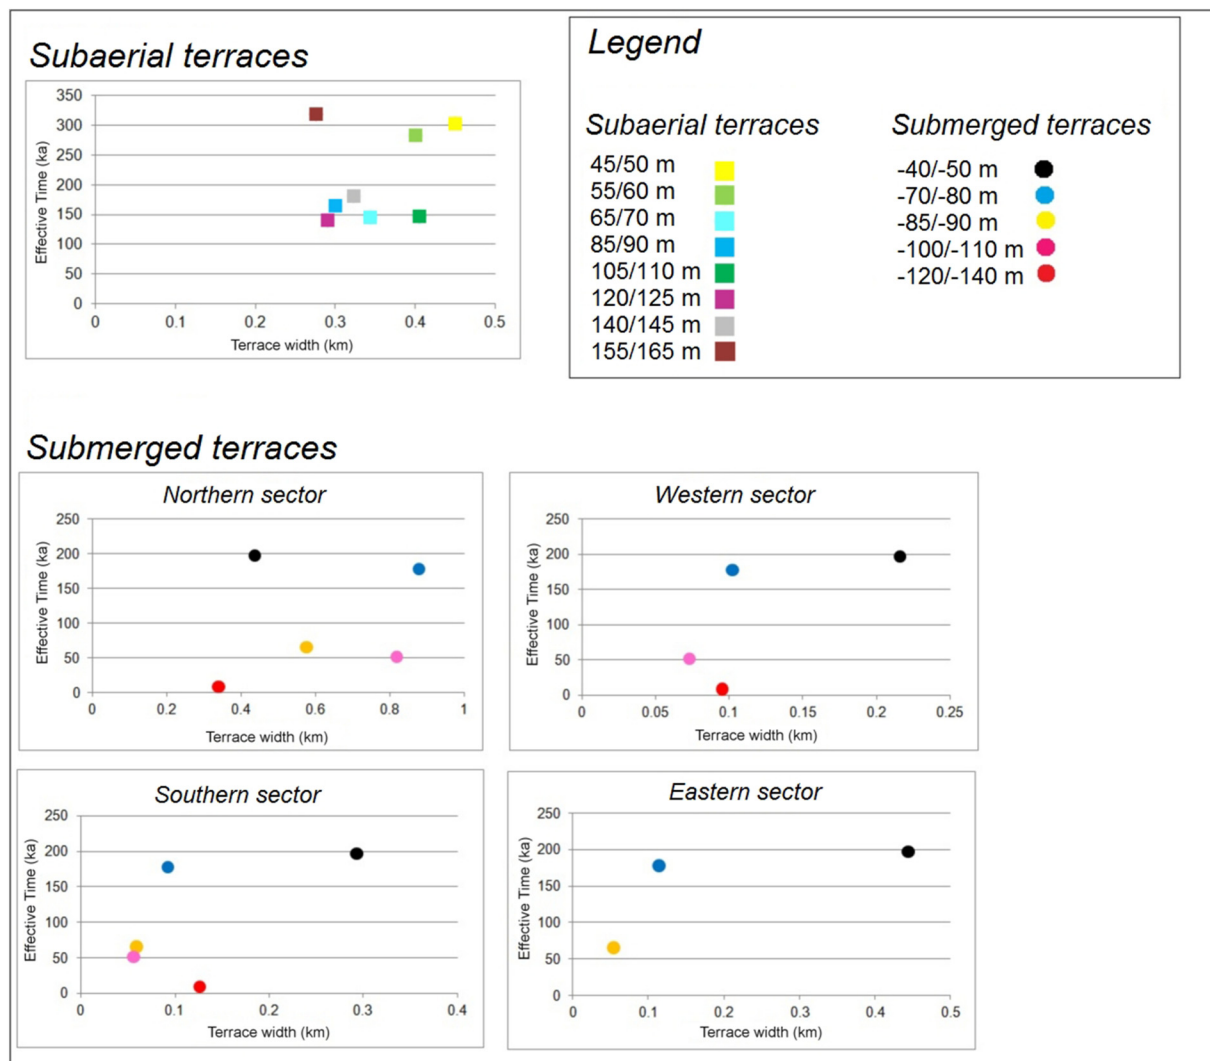 Subaerial terraces
350
300
250
200
150
100
50
0
Effective Time (ka)
0 0.1 0.2 0.3 0.4 0.5
Terrace width (km)
Legend
Subaerial terraces
45/50 m
55/60 m
65/70 m
85/90 m
105/110 m
120/125 m
140/145 m
155/165 m
Submerged terraces
-40/-50 m
-70/-80 m
-85/-90 m
-100/-110 m
-120/-140 m
Submerged terraces
Northern sector
250
200
150
100
50
0
Effective Time (ka)
0 0.2 0.4 0.6 0.8 1
Terrace width (km)
Western sector
250
200
150
100
50
0
Effective Time (ka)
0 0.05 0.1 0.15 0.2 0.25
Terrace width (km)
Southern sector
250
200
150
100
50
0
Effective Time (ka)
0 0.1 0.2 0.3 0.4
Terrace width (km)
Eastern sector
250
200
150
100
50
0
Effective Time (ka)
0 0.1 0.2 0.3 0.4 0.5
Terrace width (km)